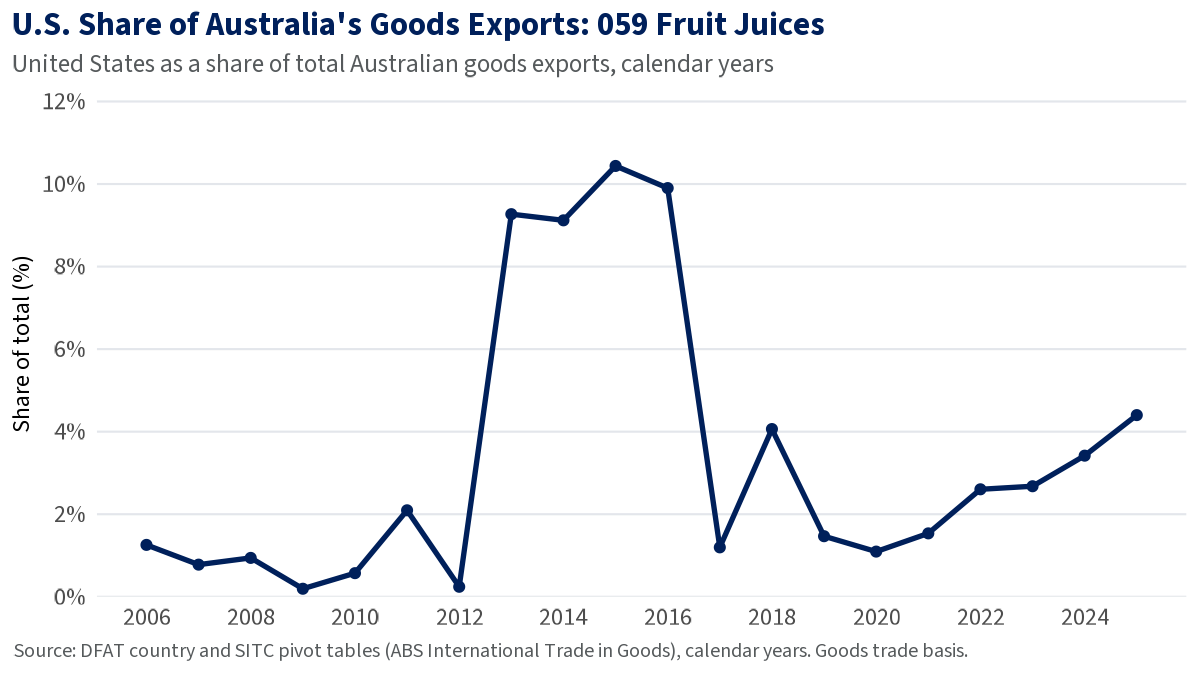 U.S. Share of Australia's Goods Exports: 059 Fruit Juices
United States as a share of total Australian goods exports, calendar years
12%
10%
8%
6%
4%
2%
0%
Share of total (%)
2006 2008 2010 2012 2014 2016 2018 2020 2022 2024
Source: DFAT country and SITC pivot tables (ABS International Trade in Goods), calendar years. Goods trade basis.